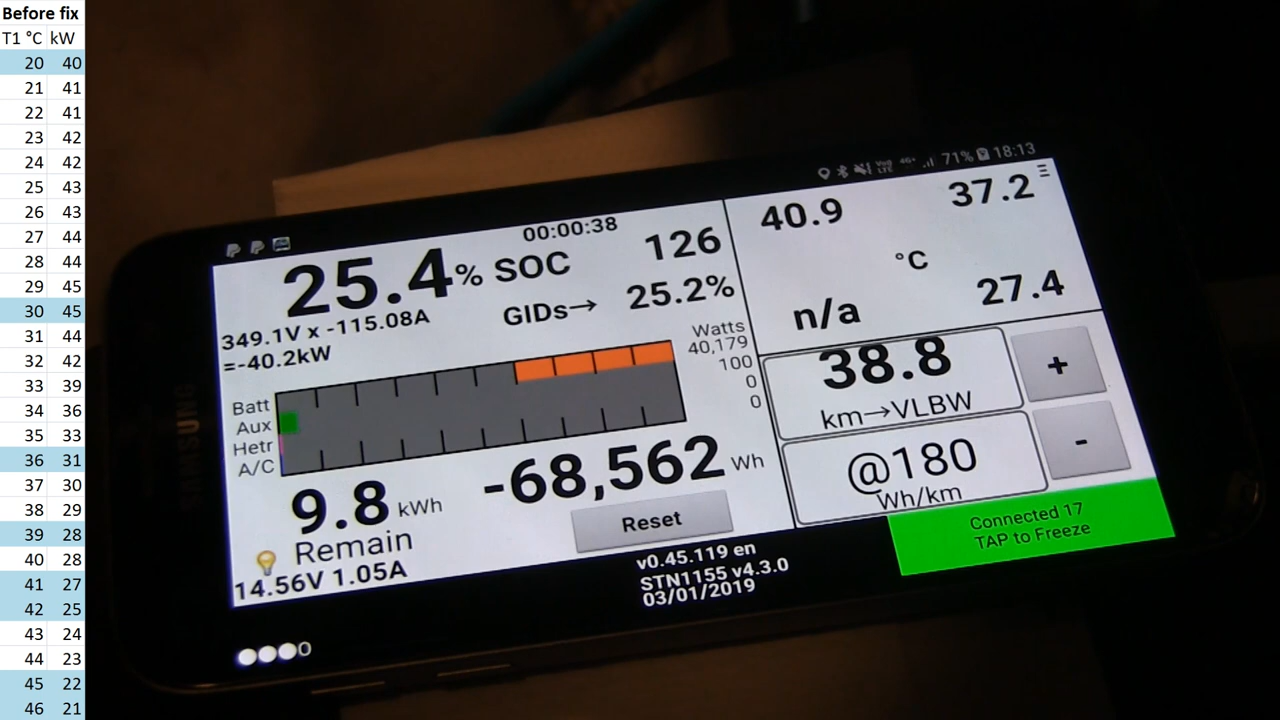 Before fix
T1 °C kW
20 40
21 41
22 41
23 42
24 42
25 43
26 43
27 44
28 44
29 45
30 45
31 44
32 42
33 39
34 36
35 33
36 31
37 30
38 29
39 28
40 28
41 27
42 25
43 24
44 23
45 22
46 21
71% 18:13
00:00:38
25.4% SOC 126
GIDs→ 25.2%
349.1V x -115.08A
=-40.2kW
Watts
Batt 40,179
Aux 100
Hetr 0
A/C 0
9.8 kWh
Remain
-68,562 Wh
Reset
14.56V 1.05A
40.9 37.2
°C
n/a 27.4
38.8
km→VLBW
+
@180
Wh/km
-
Connected 17
TAP to Freeze
v0.45.119 en
STN1155 v4.3.0
03/01/2019
SAMSUNG